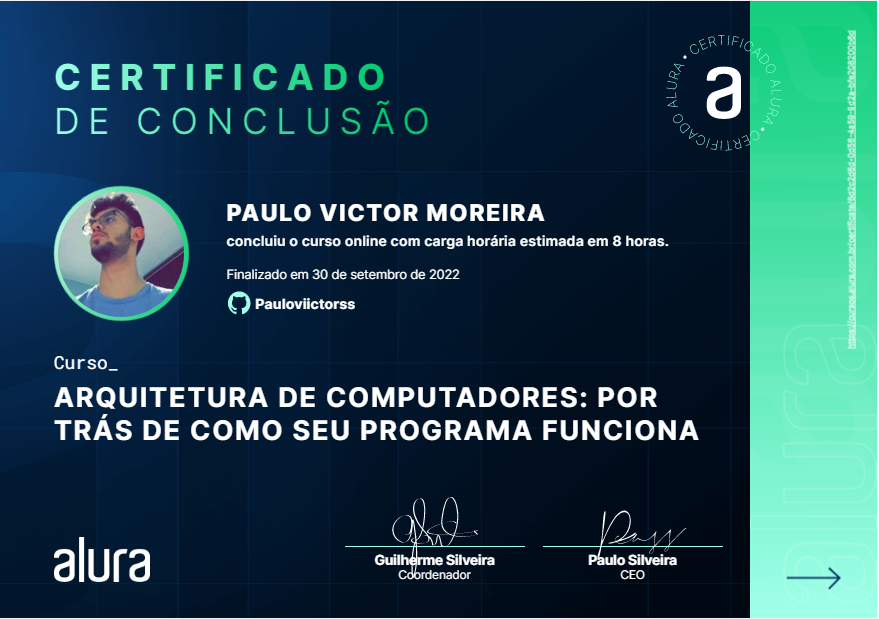 CERTIFICADO
DE CONCLUSÃO
CERTIFICADO ALURA • CERTIFICADO ALURA •
a
PAULO VICTOR MOREIRA
concluiu o curso online com carga horária estimada em 8 horas.
Finalizado em 30 de setembro de 2022
Pauloviictorss
Curso_
ARQUITETURA DE COMPUTADORES: POR
TRÁS DE COMO SEU PROGRAMA FUNCIONA
alura
Guilherme Silveira
Coordenador
Paulo Silveira
CEO
alura